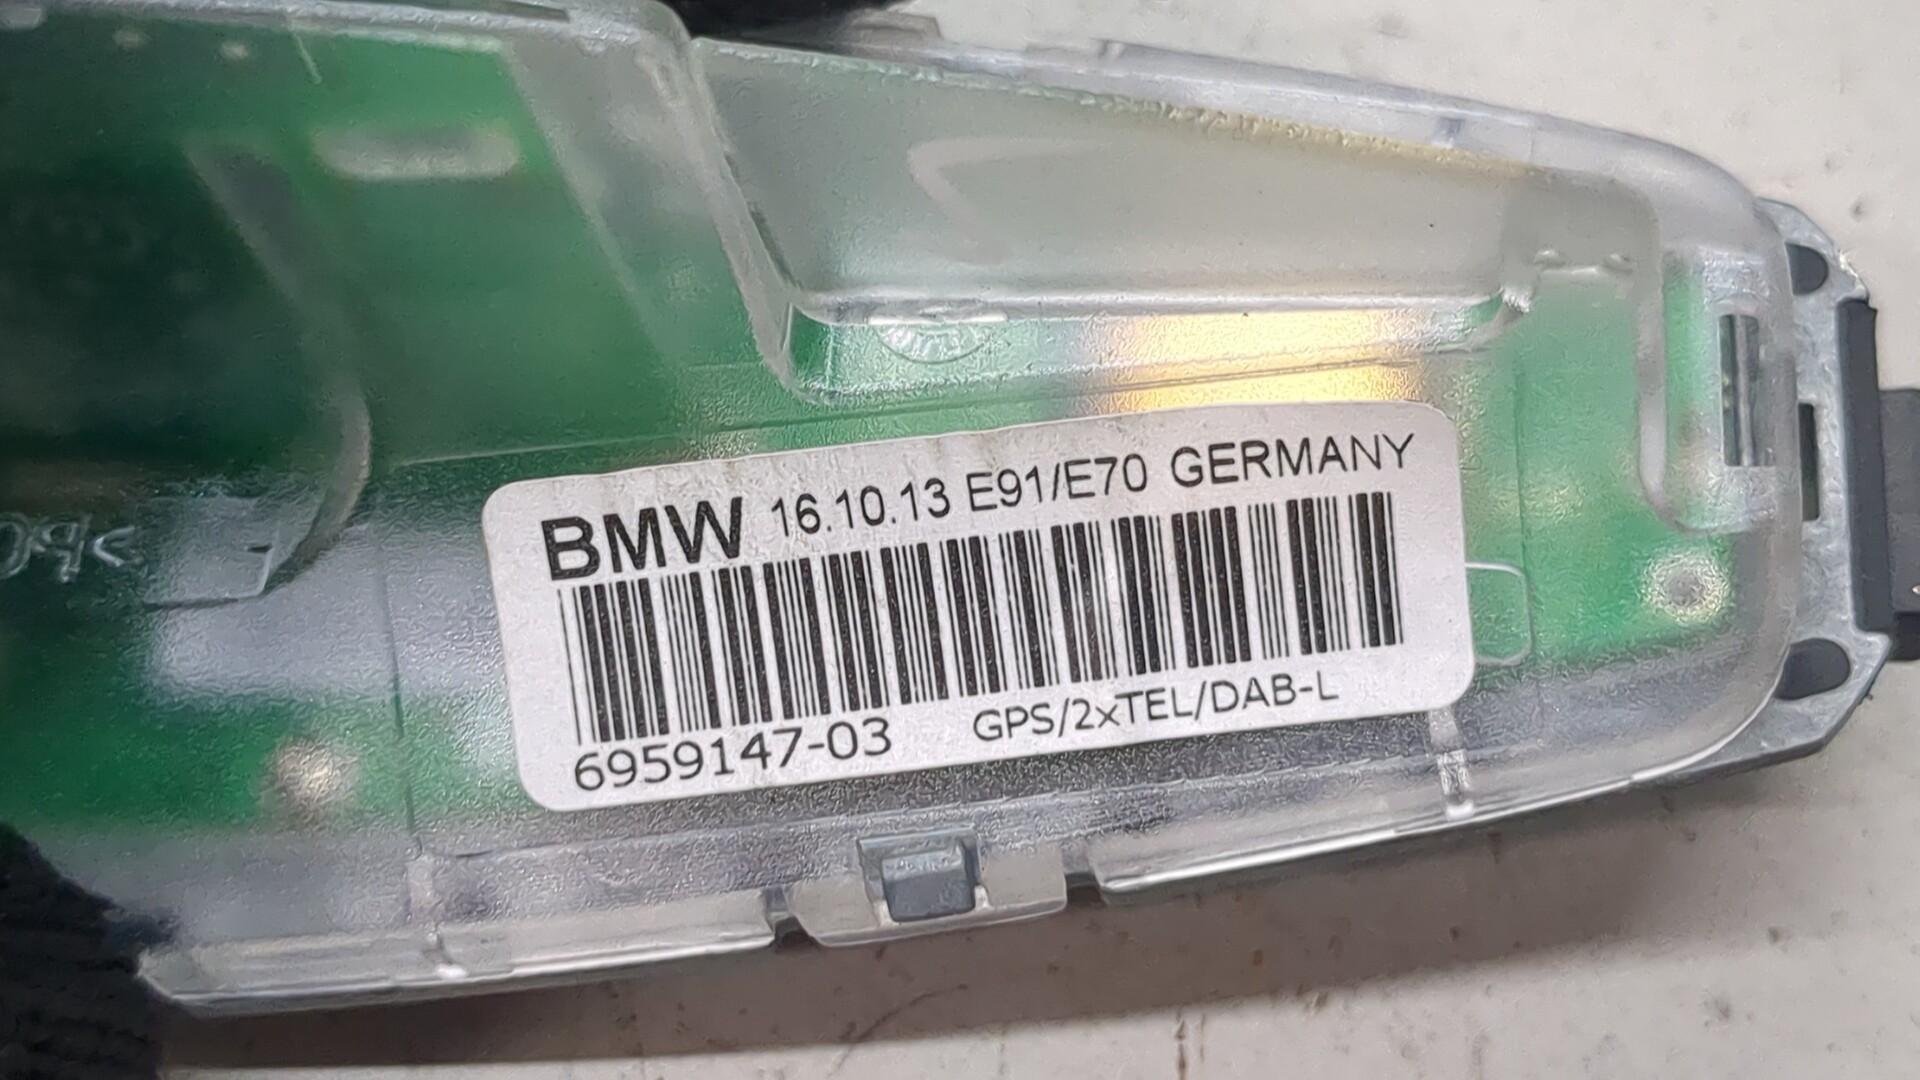 BMW 16.10.13 E91/E70 GERMANY
6959147-03 GPS/2xTEL/DAB-L